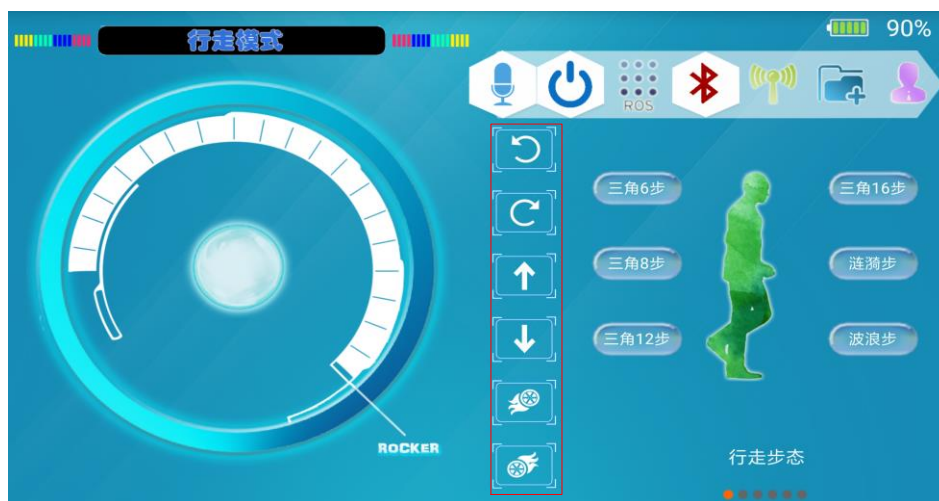 行走模式
90%
ROS
三角6步
三角16步
三角8步
涟漪步
三角12步
波浪步
ROCKER
行走步态